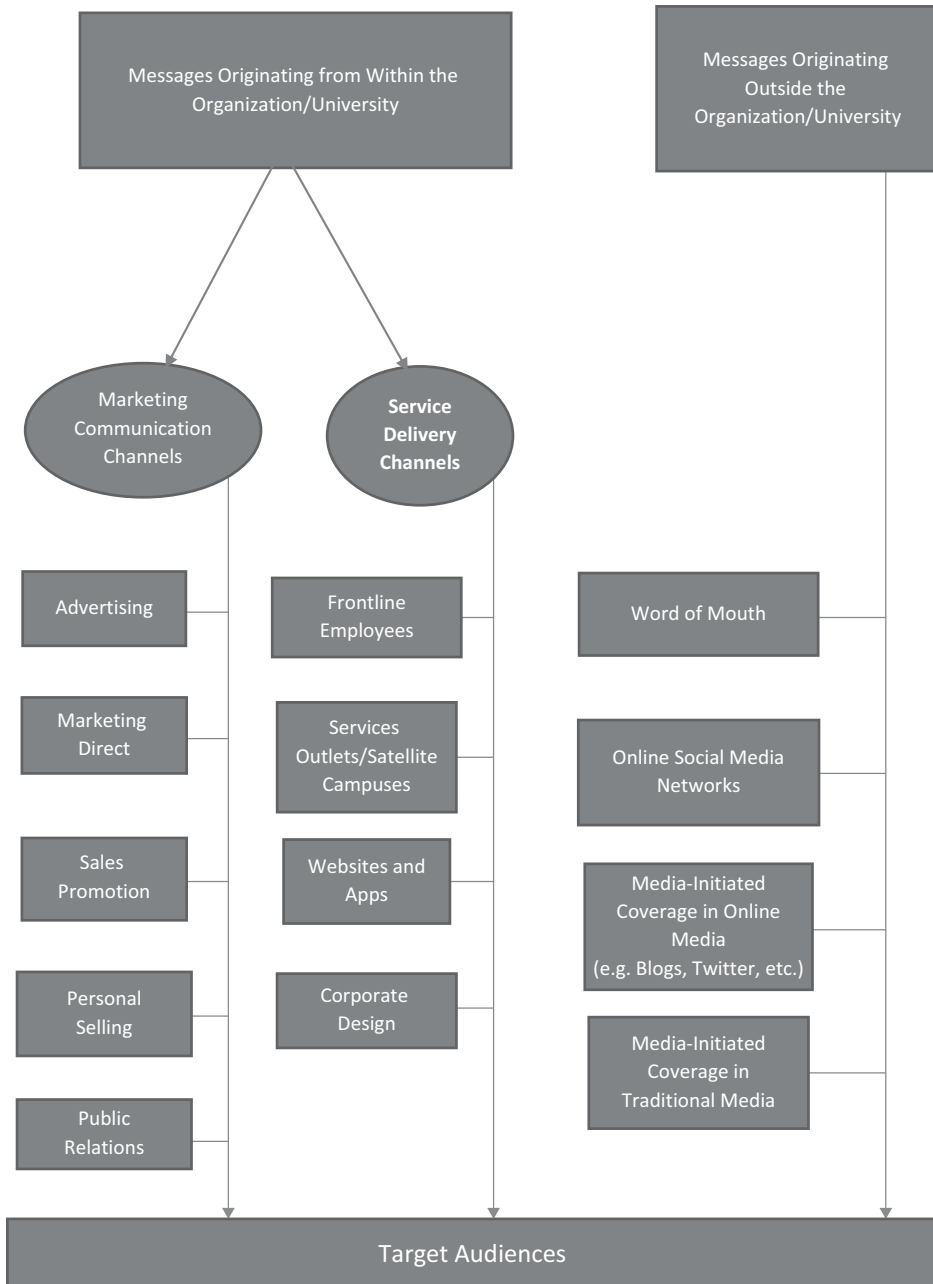 Messages Originating from Within the
Organization/University
Messages Originating
Outside the
Organization/University
Marketing
Communication
Channels
Service
Delivery
Channels
Advertising
Marketing
Direct
Sales
Promotion
Personal
Selling
Public
Relations
Frontline
Employees
Services
Outlets/Satellite
Campuses
Websites and
Apps
Corporate
Design
Word of Mouth
Online Social Media
Networks
Media-Initiated
Coverage in Online
Media
(e.g. Blogs, Twitter, etc.)
Media-Initiated
Coverage in
Traditional Media
Target Audiences